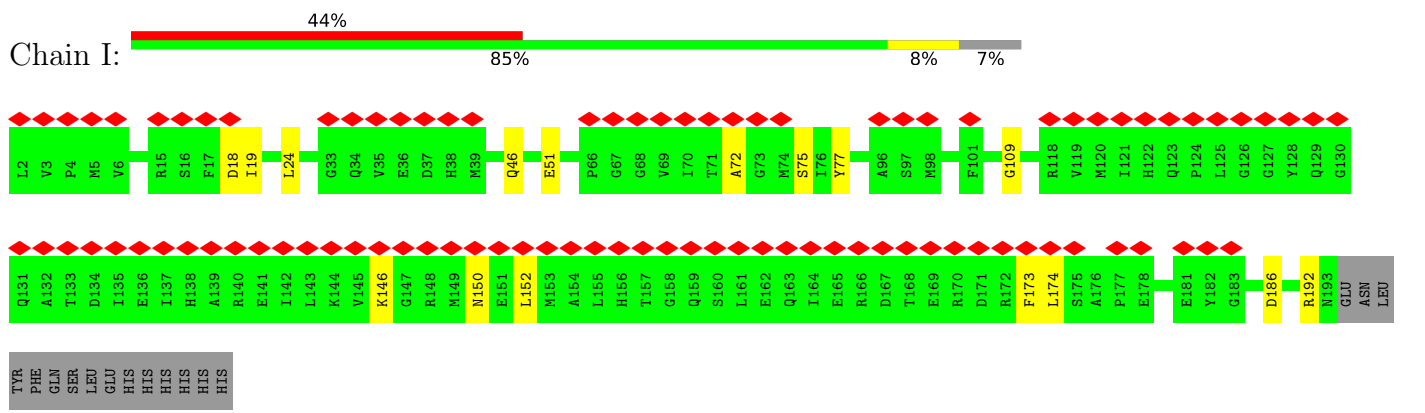 44%
Chain I:
85% 8% 7%
L2 V3 P4 M5 V6 R15 S16 F17 D18 I19 L24 G33 Q34 V35 E36 D37 H38 M39 Q46 E51 P66 G67 G68 V69 I70 T71 A72 G73 M74 S75 I76 Y77 A96 S97 M98 F101 G109 R118 V119 M120 I121 H122 Q123 P124 L125 G126 G127 Y128 Q129 G130
Q131 A132 T133 D134 I135 E136 I137 H138 A139 R140 E141 I142 L143 K144 V145 K146 G147 R148 M149 N150 E151 L152 M153 A154 L155 H156 T157 G158 Q159 S160 L161 E162 Q163 I164 E165 R166 D167 T168 E169 R170 D171 R172 F173 L174 S175 A176 P177 E178 E181 Y182 G183 D186 R192 N193 GLU ASN LEU
TYR PHE GLN SER LEU GLU HIS HIS HIS HIS HIS HIS